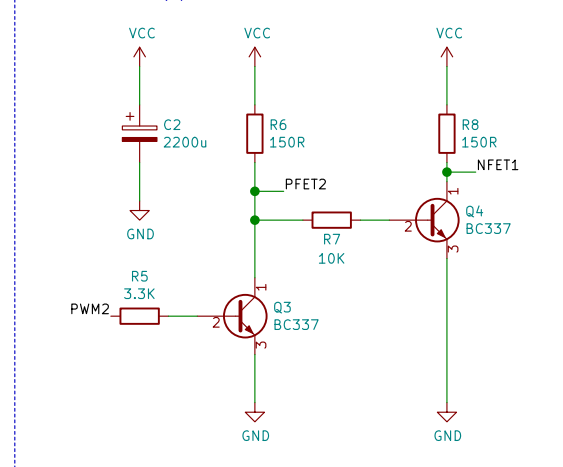 VCC
VCC
VCC
+
C2
2200u
R6
150R
R8
150R
NFET1
PFET2
1
Q4
BC337
2
3
R7
10K
GND
R5
3.3K
PWM2
1
Q3
BC337
2
3
GND
GND